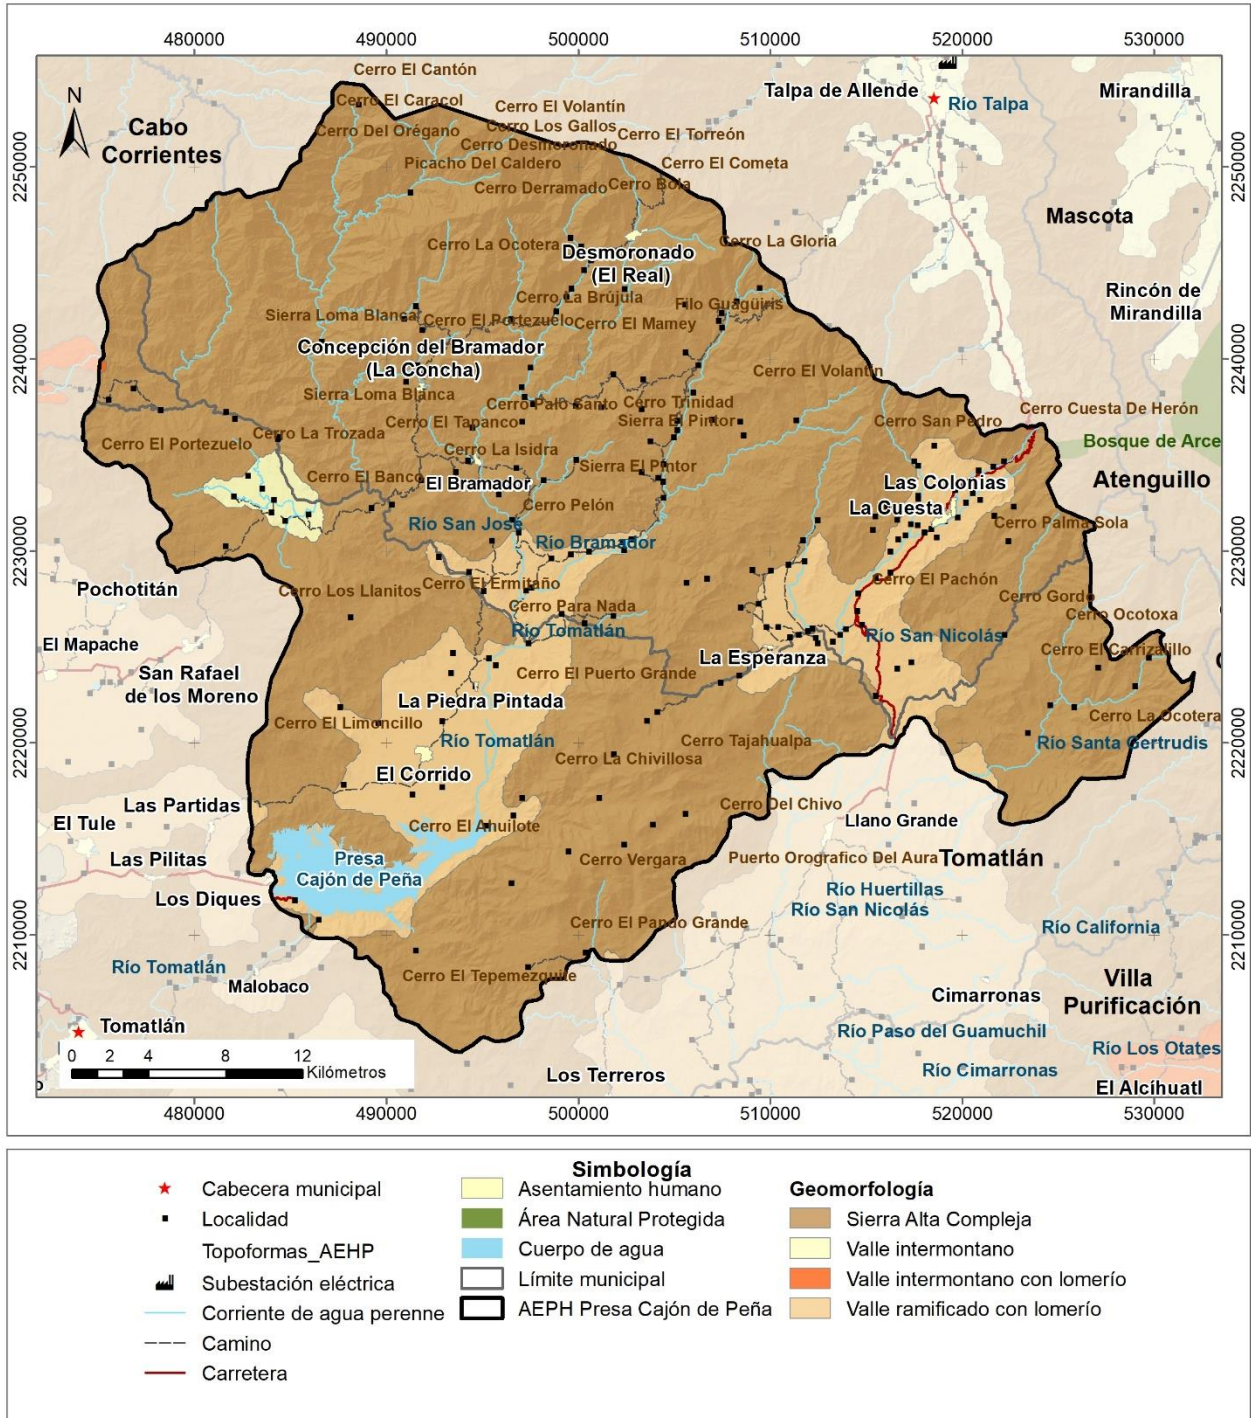 480000
490000
500000
510000
520000
530000
N
Cabo
Corrientes
Cerro El Cantón
Cerro El Caracol
Cerro Del Orégano
Cerro El Volantín
Cerro Los Gallos
Cerro Desmoronado
Picacho Del Caldero
Cerro El Torreón
Cerro El Cometa
Cerro Derramado
Cerro Bola
Talpa de Allende
Río Talpa
Mirandilla
Mascota
Rincón de
Mirandilla
2250000
2250000
Cerro La Ocotera
Desmoronado
(El Real)
Cerro La Gloria
Cerro La Brújula
Filo Guagüiris
Sierra Loma Blanca
Cerro El Portezuelo
Cerro El Mamey
Concepción del Bramador
(La Concha)
2240000
2240000
Cerro El Volantín
Sierra Loma Blanca
Cerro Palo Santo
Cerro Trinidad
Cerro El Tapanco
Sierra El Pintor
Cerro San Pedro
Cerro Cuesta De Herón
Bosque de Arce
Cerro El Portezuelo
Cerro La Trozada
Cerro La Isidra
Sierra El Pintor
Cerro El Banco
El Bramador
Las Colonias
Atenguillo
La Cuesta
Cerro Pelón
Río San José
Río Bramador
Cerro Palma Sola
2230000
2230000
Pochotitán
Cerro Los Llanitos
Cerro El Ermitaño
Cerro El Pachón
Cerro Gordo
Cerro Para Nada
Cerro Ocotoxa
El Mapache
Río Tomatlán
Río San Nicolás
San Rafael
de los Moreno
La Esperanza
Cerro El Carrizalillo
Cerro El Puerto Grande
La Piedra Pintada
Cerro El Limoncillo
Cerro La Ocotera
2220000
2220000
Río Tomatlán
Cerro Tajahualpa
Río Santa Gertrudis
Cerro La Chivillosa
El Corrido
Las Partidas
Cerro Del Chivo
El Tule
Cerro El Ahuilote
Llano Grande
Las Pilitas
Presa
Cajón de Peña
Cerro Vergara
Puerto Orografico Del Aura
Tomatlán
Los Diques
Río Huertillas
Río San Nicolás
2210000
2210000
Cerro El Pando Grande
Río California
Río Tomatlán
Malobaco
Cerro El Tepemezquite
Villa
Purificación
Cimarronas
Tomatlán
Río Paso del Guamuchil
Río Los Otates
Río Cimarronas
0 2 4 8 12
Kilómetros
Los Terreros
El Alcíhuatl
480000
490000
500000
510000
520000
530000
Simbología
Cabecera municipal
Localidad
Topoformas_AEHP
Subestación eléctrica
Corriente de agua perenne
Camino
Carretera
Asentamiento humano
Área Natural Protegida
Cuerpo de agua
Límite municipal
AEPH Presa Cajón de Peña
Geomorfología
Sierra Alta Compleja
Valle intermontano
Valle intermontano con lomerío
Valle ramificado con lomerío